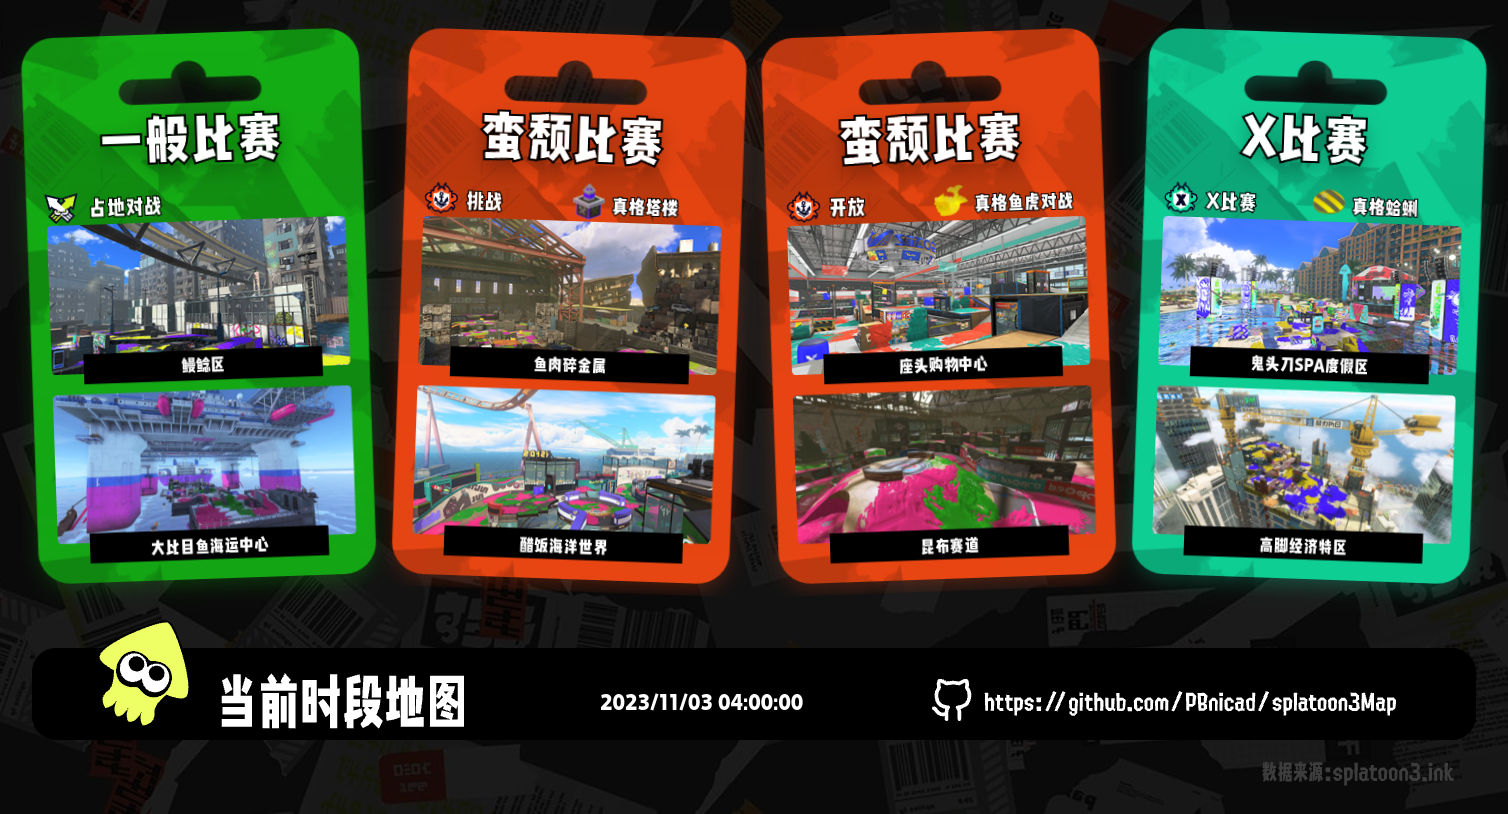 一般比赛
占地对战
鳗鲶区
大比目鱼海运中心
蛮颓比赛
挑战
真格塔楼
鱼肉碎金属
醋饭海洋世界
蛮颓比赛
开放
真格鱼虎对战
座头购物中心
昆布赛道
X比赛
X比赛
真格蛤蜊
鬼头刀SPA度假区
高脚经济特区
当前时段地图
2023/11/03 04:00:00
https://github.com/PBnicad/splatoon3Map
数据来源:splatoon3.ink